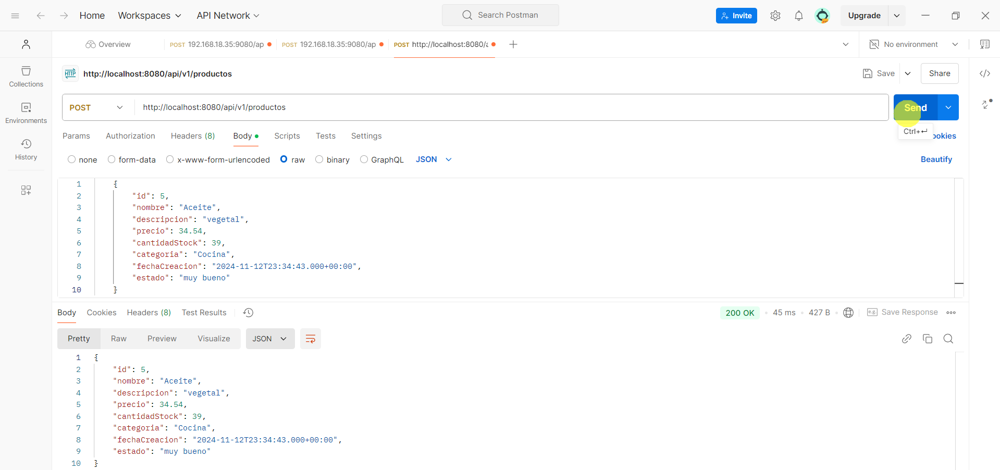 Home Workspaces API Network Search Postman Invite Upgrade
Overview POST 192.168.18.35:9080/ap POST 192.168.18.35:9080/ap POST http://localhost:8080/a No environment
HTTP http://localhost:8080/api/v1/productos Save Share
Collections
Environments
History
POST http://localhost:8080/api/v1/productos Send
Ctrl+↵
Params Authorization Headers (8) Body Scripts Tests Settings ookies
none form-data x-www-form-urlencoded raw binary GraphQL JSON Beautify
1 {
2 "id": 5,
3 "nombre": "Aceite",
4 "descripcion": "vegetal",
5 "precio": 34.54,
6 "cantidadStock": 39,
7 "categoria": "Cocina",
8 "fechaCreacion": "2024-11-12T23:34:43.000+00:00",
9 "estado": "muy bueno"
10 }
Body Cookies Headers (8) Test Results 200 OK 45 ms 427 B e.g. Save Response
Pretty Raw Preview Visualize JSON
1 {
2 "id": 5,
3 "nombre": "Aceite",
4 "descripcion": "vegetal",
5 "precio": 34.54,
6 "cantidadStock": 39,
7 "categoria": "Cocina",
8 "fechaCreacion": "2024-11-12T23:34:43.000+00:00",
9 "estado": "muy bueno"
10 }